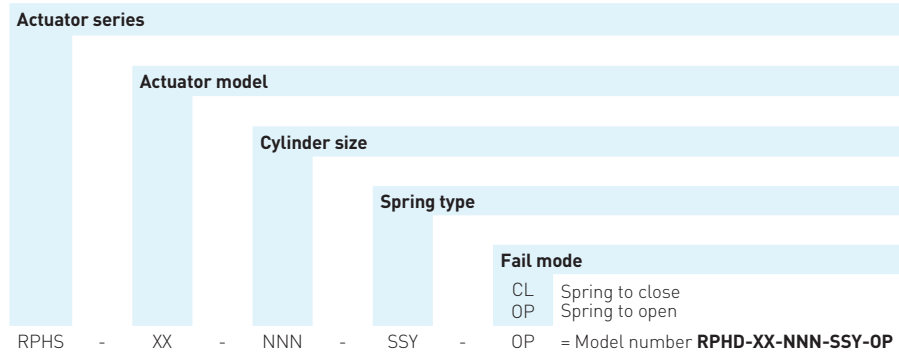 Actuator series
Actuator model
Cylinder size
Spring type
Fail mode
CL Spring to close
OP Spring to open
RPHS - XX - NNN - SSY - OP = Model number RPHD-XX-NNN-SSY-OP